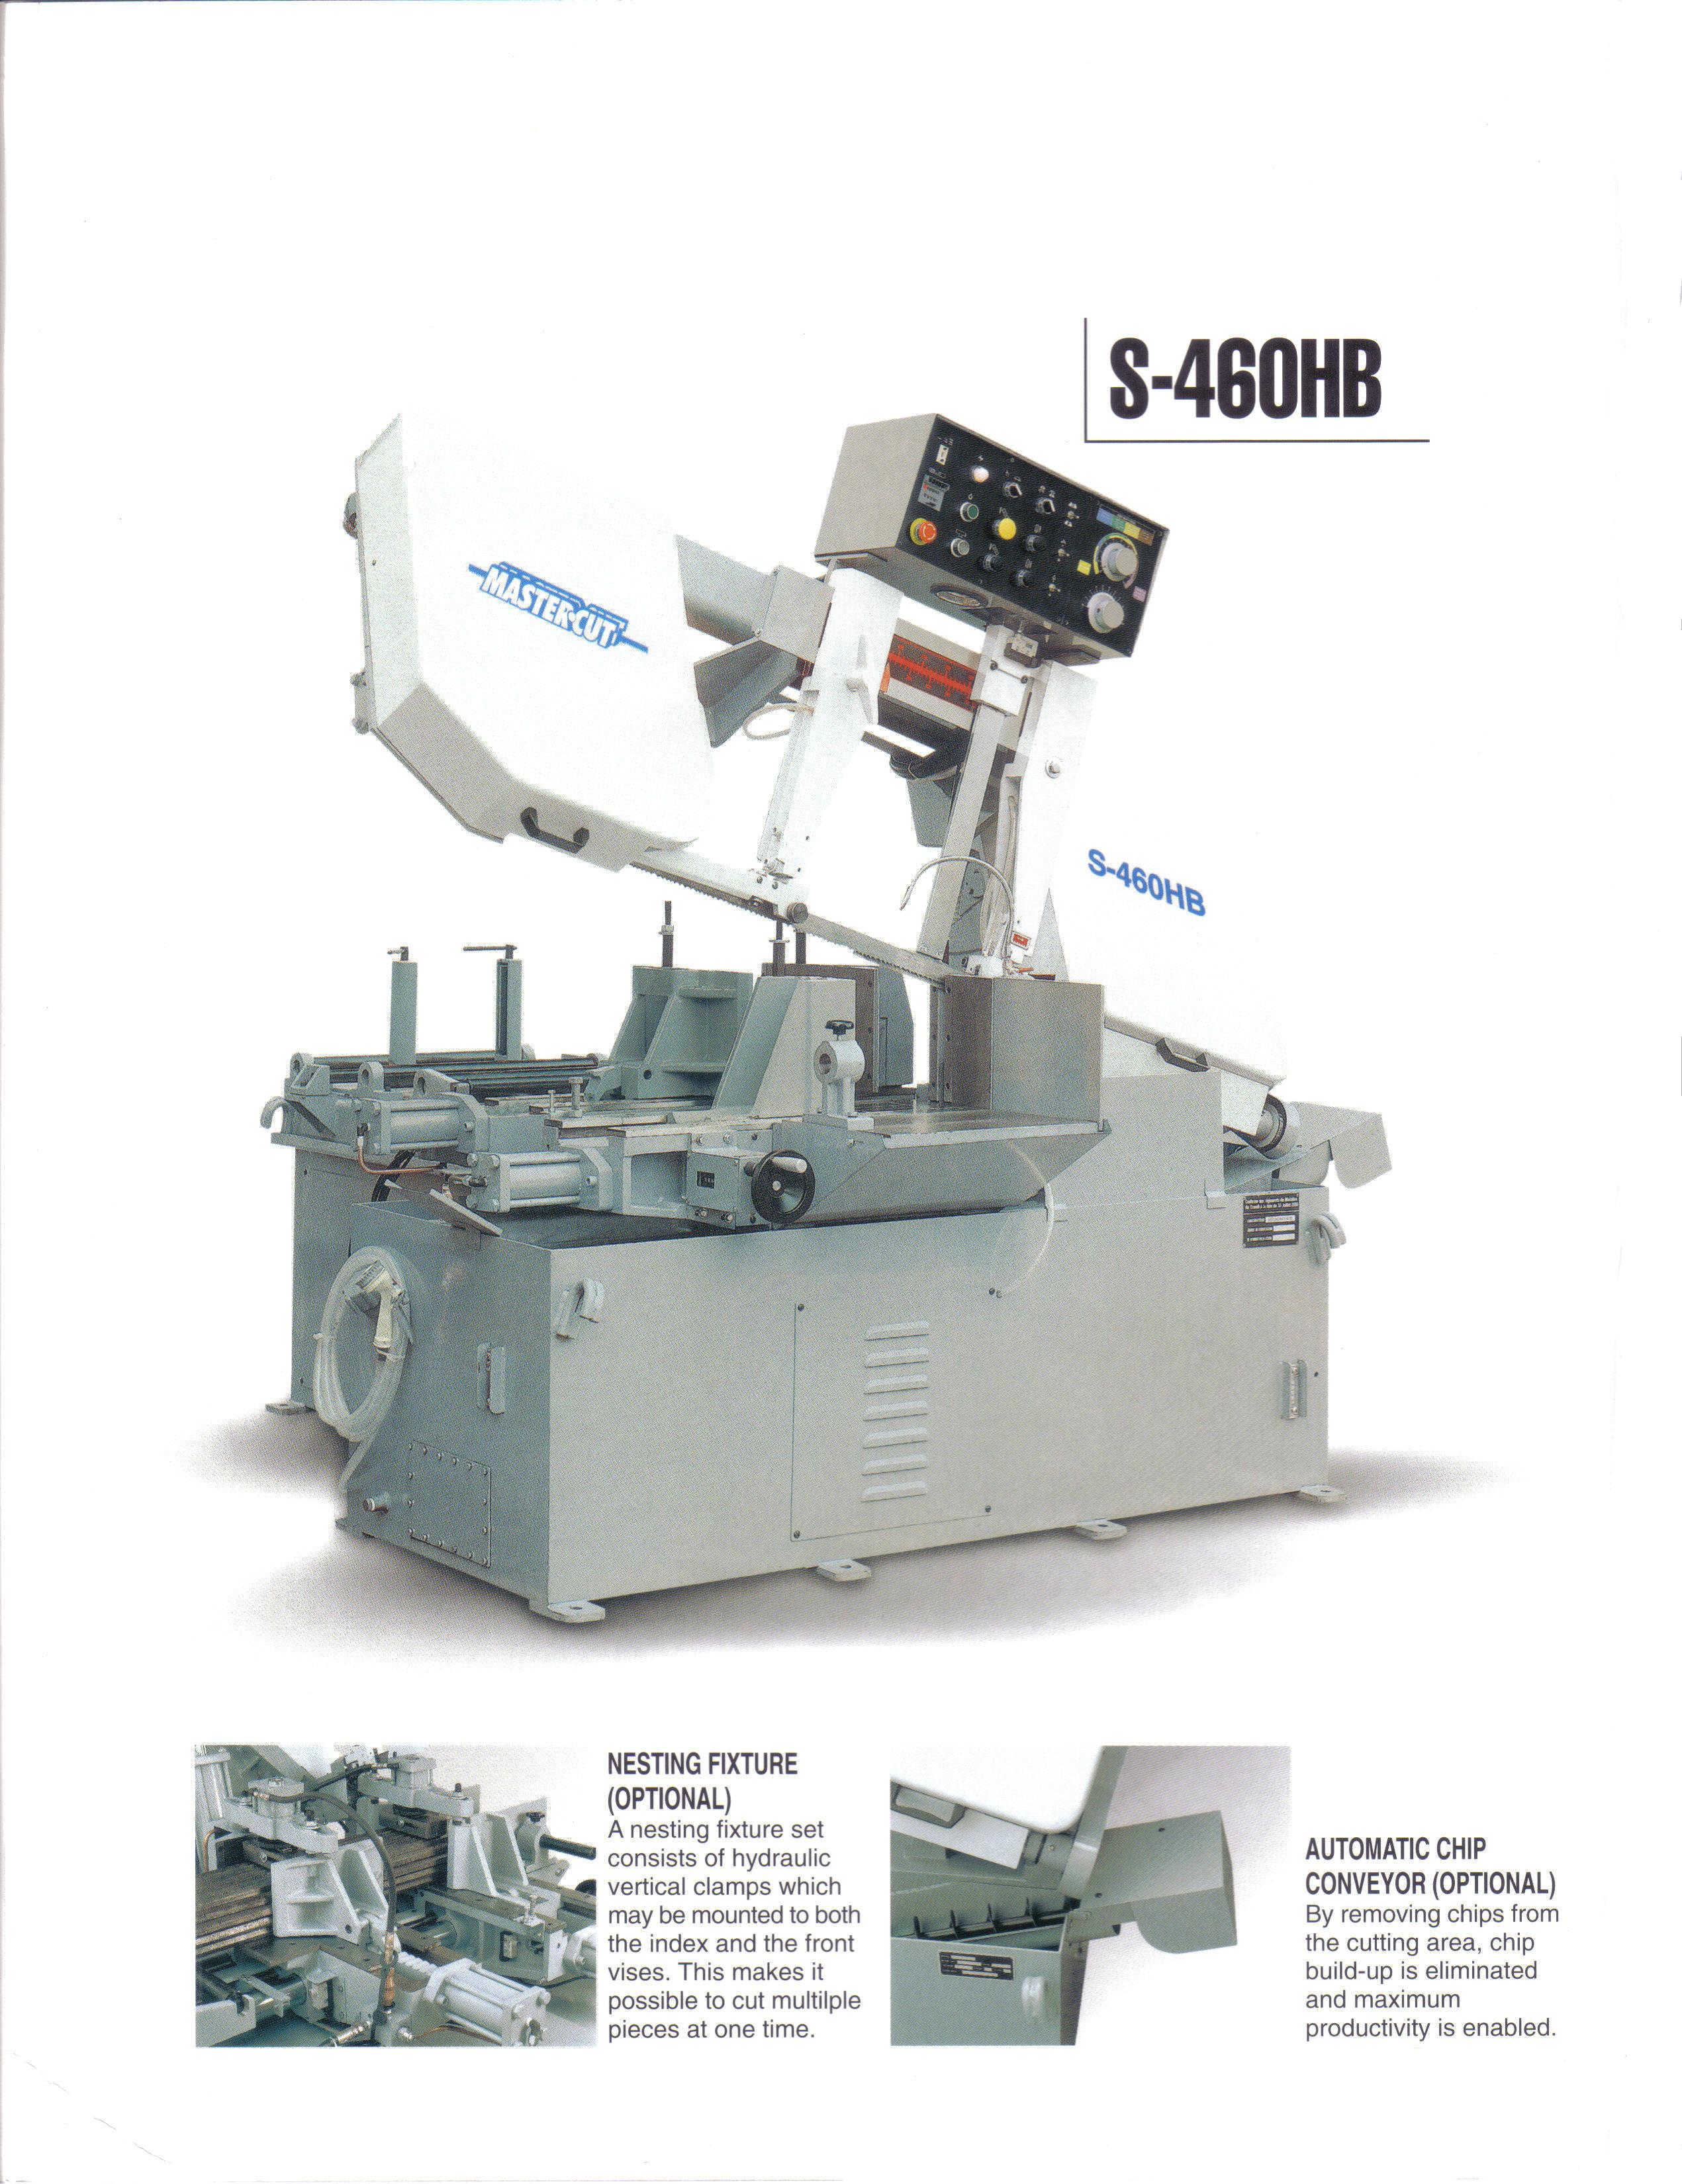 S-460HB
MASTER•CUT
S-460HB
NESTING FIXTURE
(OPTIONAL)
A nesting fixture set
consists of hydraulic
vertical clamps which
may be mounted to both
the index and the front
vises. This makes it
possible to cut multilple
pieces at one time.
AUTOMATIC CHIP
CONVEYOR (OPTIONAL)
By removing chips from
the cutting area, chip
build-up is eliminated
and maximum
productivity is enabled.